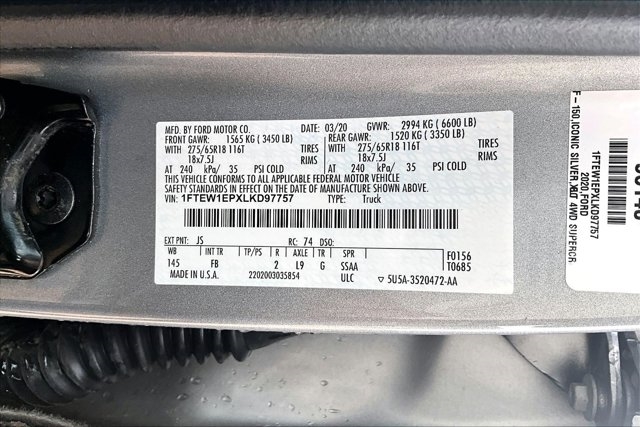 MFD. BY FORD MOTOR CO. 03/20 GVWR: 2994 KG ( 6600 LB)
FRONT GAWR: 1565 KG ( 3450 LB) REAR GAWR: 1520 KG ( 3350 LB)
WITH 275/65R18 116T TIRES WITH 275/65R18 116T TIRES
18x7.5J RIMS 18x7.5J RIMS
AT 240 kPa/ 35 PSI COLD AT 240 kPa/ 35 PSI COLD
THIS VEHICLE CONFORMS TO ALL APPLICABLE FEDERAL MOTOR VEHICLE
SAFETY STANDARDS IN EFFECT ON THE DATE OF MANUFACTURE SHOWN ABOVE.
VIN: 1FTEW1EPXLKD97757 TYPE: Truck
EXT PNT: JS RC: 74 DSO:
WB INT TR TP/PS R AXLE TR SPR F0156
145 FB 2 L9 G SSAA T0685
MADE IN U.S.A. 2202003035854 ULC 5U5A-3520472-AA
1FTEW1EPXLKD97757
2020, FORD
F-150, ICONIC SILVER, 4WD SUPERCR